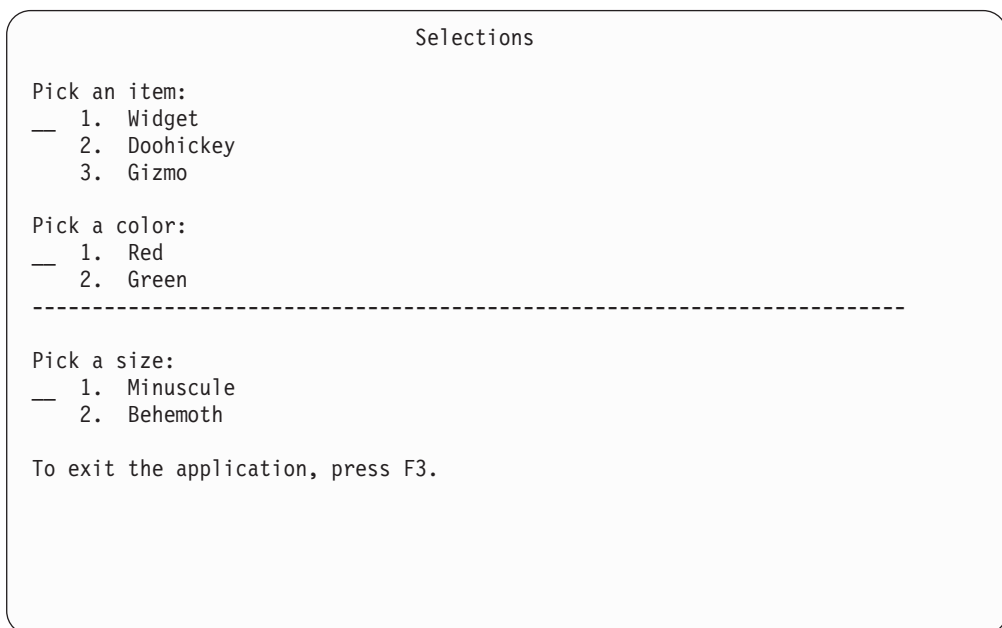 Selections
Pick an item:
__ 1. Widget
2. Doohickey
3. Gizmo
Pick a color:
__ 1. Red
2. Green
-------------------------------------------------------------------------
Pick a size:
__ 1. Minuscule
2. Behemoth
To exit the application, press F3.